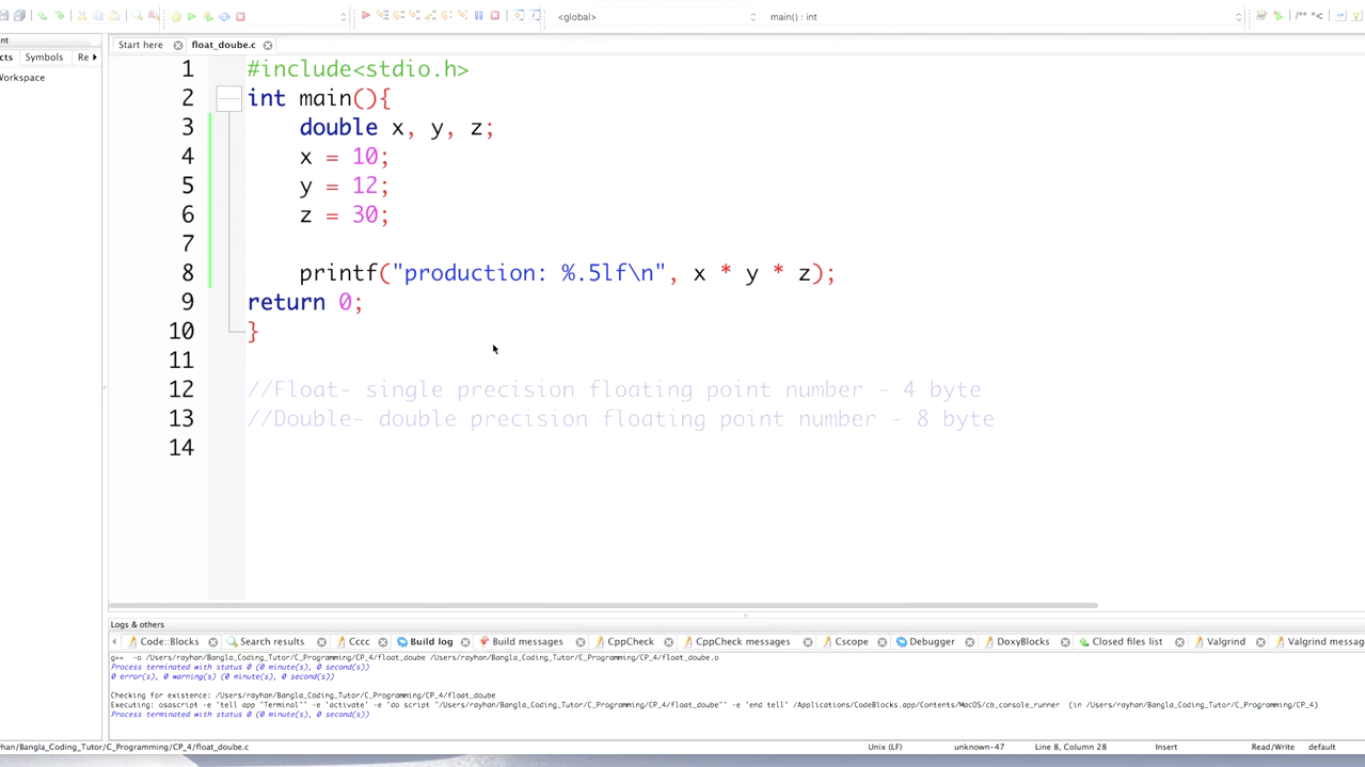 <global>
main() : int
/** *<
nt
Start here
float_doube.c
cts Symbols Re
Workspace
1 #include<stdio.h>
2 int main(){
3 double x, y, z;
4 x = 10;
5 y = 12;
6 z = 30;
7
8 printf("production: %.5lf\n", x * y * z);
9 return 0;
10 }
11
12 //Float- single precision floating point number - 4 byte
13 //Double- double precision floating point number - 8 byte
14
Logs & others
Code::Blocks Search results Cccc Build log Build messages CppCheck CppCheck messages Cscope Debugger DoxyBlocks Closed files list Valgrind Valgrind messag
g++ -o /Users/rayhan/Bangla_Coding_Tutor/C_Programming/CP_4/float_doube /Users/rayhan/Bangla_Coding_Tutor/C_Programming/CP_4/float_doube.o
Process terminated with status 0 (0 minute(s), 0 second(s))
0 error(s), 0 warning(s) (0 minute(s), 0 second(s))
Checking for existence: /Users/rayhan/Bangla_Coding_Tutor/C_Programming/CP_4/float_doube
Executing: osascript -e 'tell app "Terminal"' -e 'activate' -e 'do script "/Users/rayhan/Bangla_Coding_Tutor/C_Programming/CP_4/float_doube"' -e 'end tell' /Applications/CodeBlocks.app/Contents/MacOS/cb_console_runner (in /Users/rayhan/Bangla_Coding_Tutor/C_Programming/CP_4)
Process terminated with status 0 (0 minute(s), 0 second(s))
han/Bangla_Coding_Tutor/C_Programming/CP_4/float_doube.c Unix (LF) unknown-47 Line 8, Column 28 Insert Read/Write default